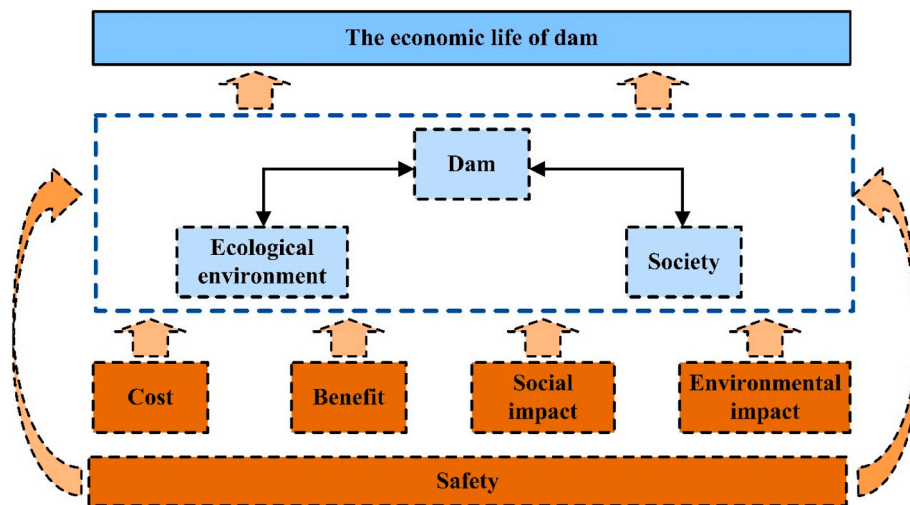 The economic life of dam
Dam
Ecological
environment
Society
Cost
Benefit
Social
impact
Environmental
impact
Safety